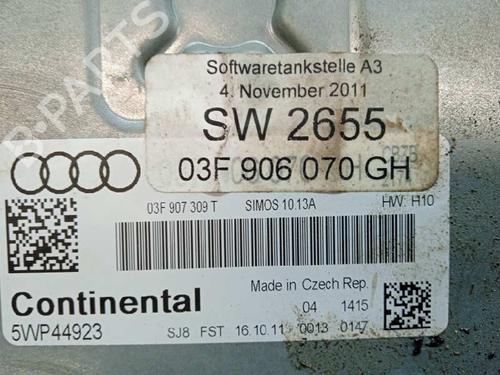 B-PARTS
Softwaretankstelle A3
4. November 2011
SW 2655
03F 906 070 GH
03F 907 309 T SIMOS 10.13A HW: H10
Made in Czech Rep.
Continental 04 1415
5WP44923 SJ8 FST 16.10.11 0013 0147